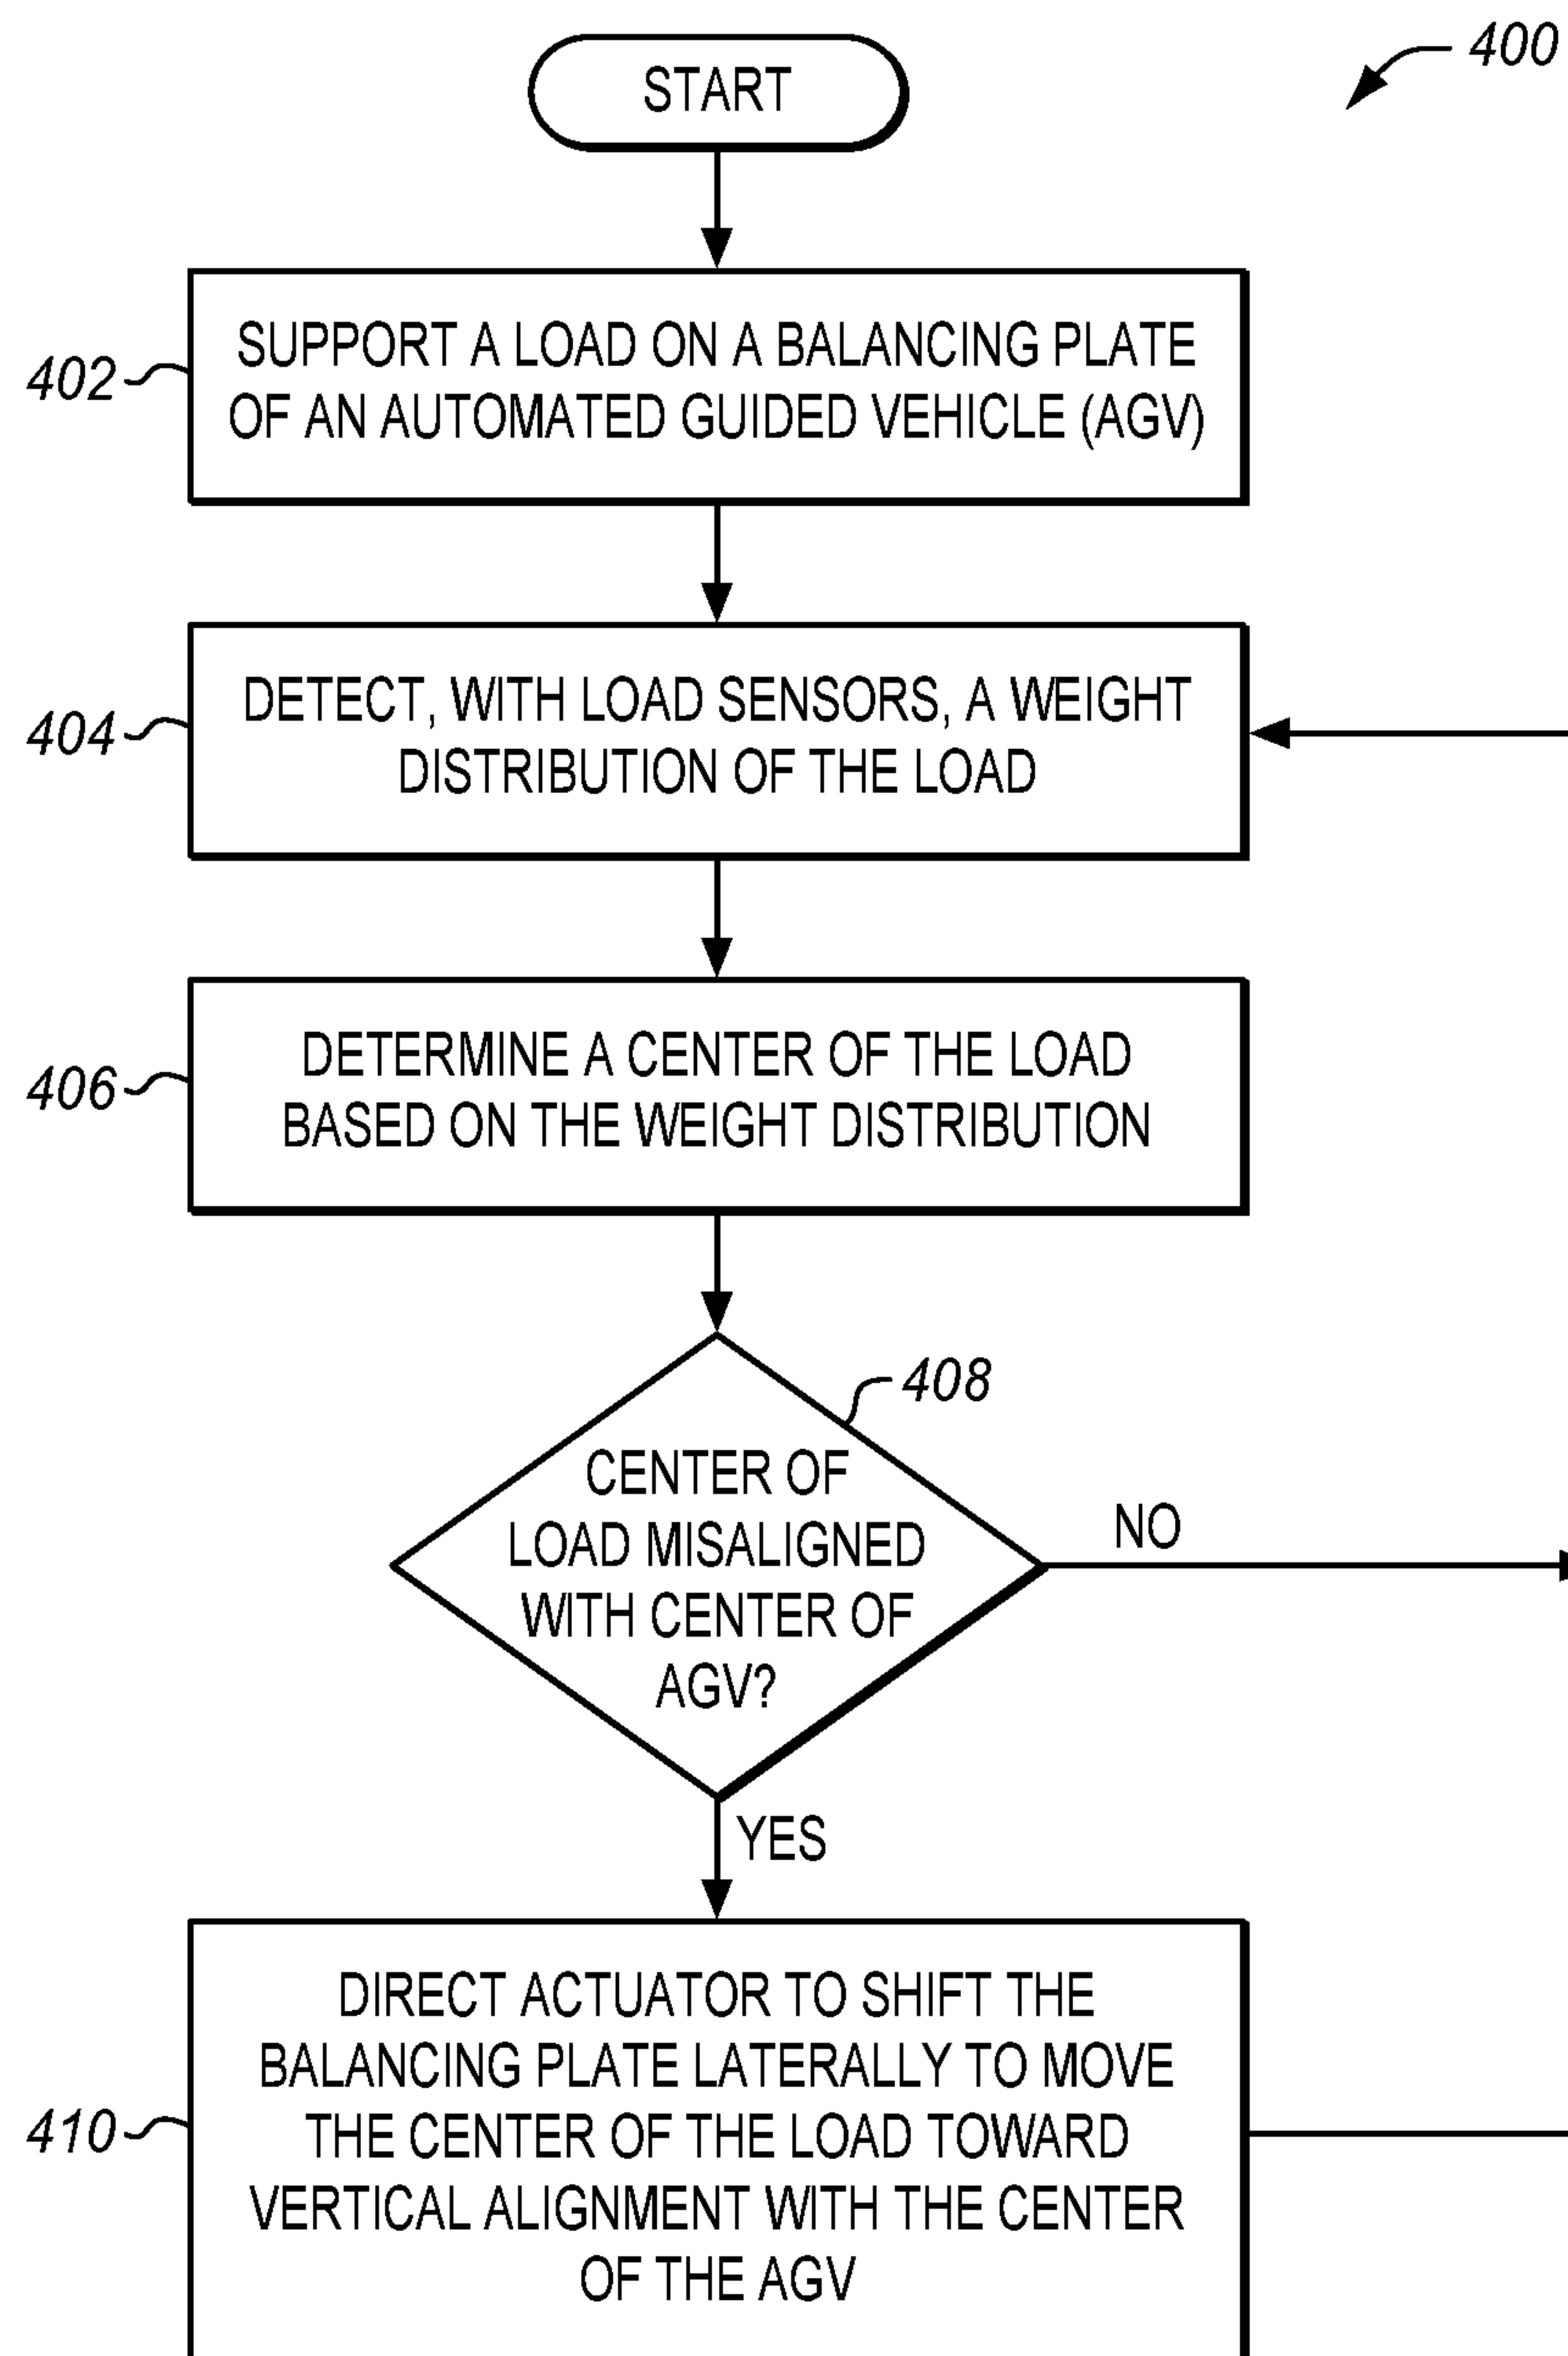 START
400
402
SUPPORT A LOAD ON A BALANCING PLATE
OF AN AUTOMATED GUIDED VEHICLE (AGV)
404
DETECT, WITH LOAD SENSORS, A WEIGHT
DISTRIBUTION OF THE LOAD
406
DETERMINE A CENTER OF THE LOAD
BASED ON THE WEIGHT DISTRIBUTION
408
CENTER OF
LOAD MISALIGNED
WITH CENTER OF
AGV?
NO
YES
410
DIRECT ACTUATOR TO SHIFT THE
BALANCING PLATE LATERALLY TO MOVE
THE CENTER OF THE LOAD TOWARD
VERTICAL ALIGNMENT WITH THE CENTER
OF THE AGV